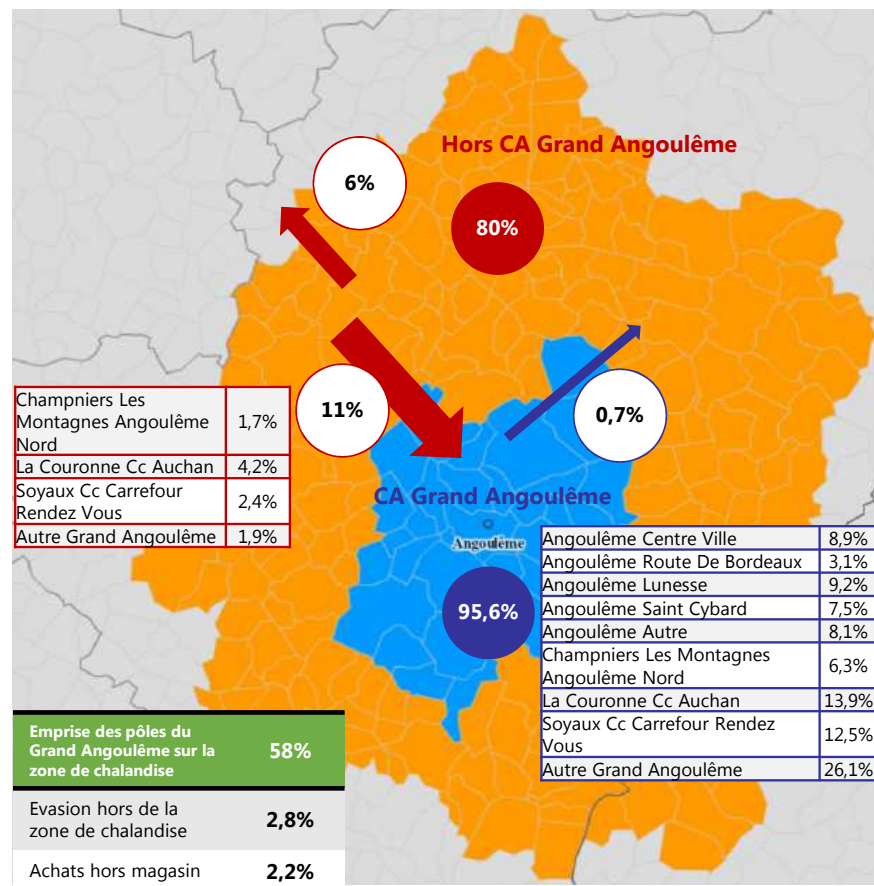 Hors CA Grand Angoulême
6%
80%
11%
0,7%
Champniers Les
Montagnes Angoulême
Nord
1,7%
La Couronne Cc Auchan 4,2%
Soyaux Cc Carrefour
Rendez Vous
2,4%
Autre Grand Angoulême 1,9%
CA Grand Angoulême
Angoulême
95,6%
Angoulême Centre Ville 8,9%
Angoulême Route De Bordeaux 3,1%
Angoulême Lunesse 9,2%
Angoulême Saint Cybard 7,5%
Angoulême Autre 8,1%
Champniers Les Montagnes
Angoulême Nord
6,3%
La Couronne Cc Auchan 13,9%
Soyaux Cc Carrefour Rendez
Vous
12,5%
Autre Grand Angoulême 26,1%
Emprise des pôles du
Grand Angoulême sur la
zone de chalandise
58%
Evasion hors de la
zone de chalandise
2,8%
Achats hors magasin 2,2%